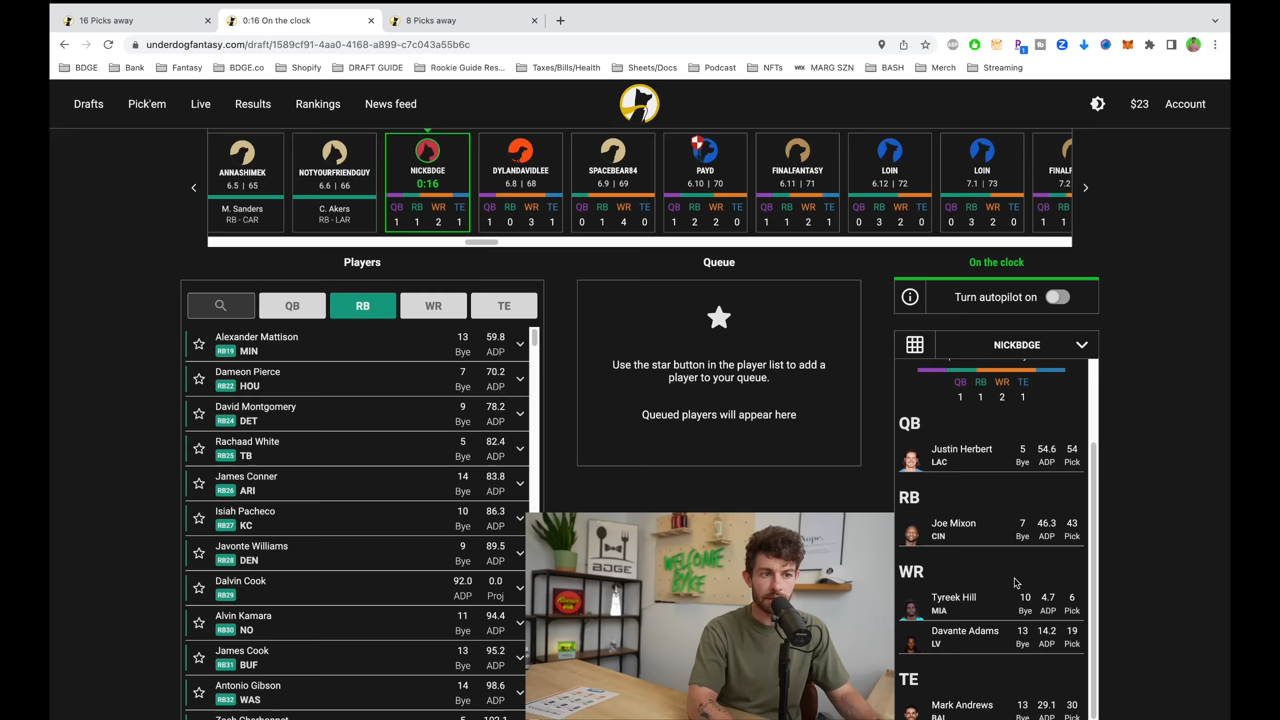 16 Picks away
0:16 On the clock
8 Picks away
underdogfantasy.com/draft/1589cf91-4aa0-4168-a899-c7c043a55b6c
BDGE Bank Fantasy BDGE.co Shopify DRAFT GUIDE Rookie Guide Res... Taxes/Bills/Health Sheets/Docs Podcast NFTs WIX MARG SZN BASH Merch Streaming
Drafts Pick'em Live Results Rankings News feed $23 Account
ANNASHIMEK NOTYOURFRIENDGUY NICKBDGE DYLANDAVIDLEE SPACEBEAR84 PAYD FINALFANTASY LOIN LOIN FINALF
6.5 | 65 6.6 | 66 0:16 6.8 | 68 6.9 | 69 6.10 | 70 6.11 | 71 6.12 | 72 7.1 | 73 7.2
M. Sanders C. Akers QB RB WR TE QB RB WR TE QB RB WR TE QB RB WR TE QB RB WR TE QB RB WR TE QB RB WR TE QB
RB - CAR RB - LAR 1 1 2 1 1 0 3 1 0 1 4 0 1 2 2 0 1 1 2 1 0 3 2 0 0 3 2 0 1
Players
QB RB WR TE
Alexander Mattison 13 59.8
RB19 MIN Bye ADP
Dameon Pierce 7 70.2
RB22 HOU Bye ADP
David Montgomery 9 78.2
RB24 DET Bye ADP
Rachaad White 5 82.4
RB25 TB Bye ADP
James Conner 14 83.8
RB26 ARI Bye ADP
Isiah Pacheco 10 86.3
RB27 KC Bye ADP
Javonte Williams 9 89.5
RB28 DEN Bye ADP
Dalvin Cook 92.0 0.0
RB29 ADP Proj
Alvin Kamara 11 94.4
RB30 NO Bye ADP
James Cook 13 95.2
RB31 BUF Bye ADP
Antonio Gibson 14 98.6
RB32 WAS Bye ADP
Queue
Use the star button in the player list to add a
player to your queue.
Queued players will appear here
BDGE
WELCOME
BYKE
On the clock
Turn autopilot on
NICKBDGE
QB RB WR TE
1 1 2 1
QB
Justin Herbert 5 54.6 54
LAC Bye ADP Pick
RB
Joe Mixon 7 46.3 43
CIN Bye ADP Pick
WR
Tyreek Hill 10 4.7 6
MIA Bye ADP Pick
Davante Adams 13 14.2 19
LV Bye ADP Pick
TE
Mark Andrews 13 29.1 30
BAL Bye ADP Pick